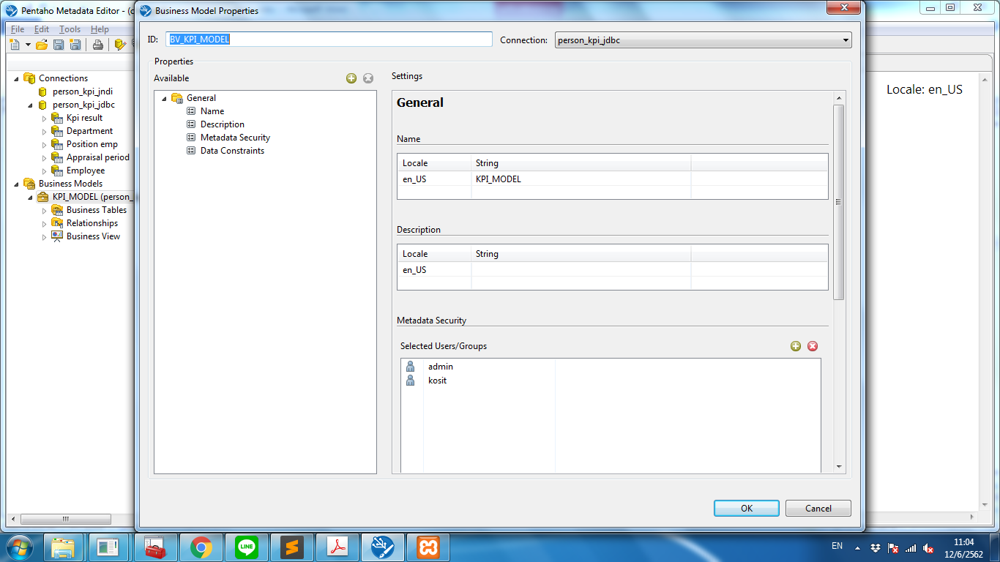 Pentaho Metadata Editor - (c
Business Model Properties
File Edit Tools Help
ID: BV_KPI_MODEL
Connection: person_kpi_jdbc
Properties
Available
Settings
Connections
person_kpi_jndi
person_kpi_jdbc
Kpi result
Department
Position emp
Appraisal period
Employee
Business Models
KPI_MODEL (person_
Business Tables
Relationships
Business View
General
Name
Description
Metadata Security
Data Constraints
General
Name
Locale String
en_US KPI_MODEL
Description
Locale String
en_US
Metadata Security
Selected Users/Groups
admin
kosit
OK Cancel
Locale: en_US
LINE
EN
11:04
12/6/2562